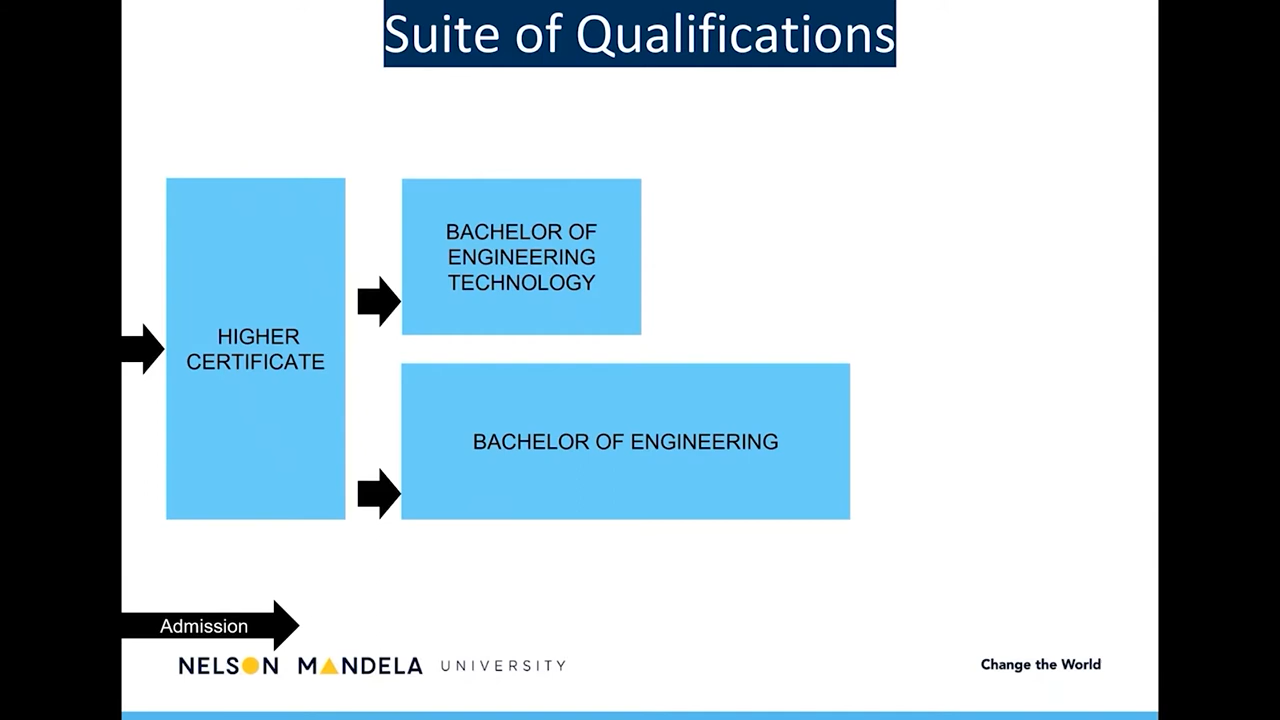 Suite of Qualifications
BACHELOR OF
ENGINEERING
TECHNOLOGY
HIGHER
CERTIFICATE
BACHELOR OF ENGINEERING
Admission
NELSON MANDELA UNIVERSITY
Change the World